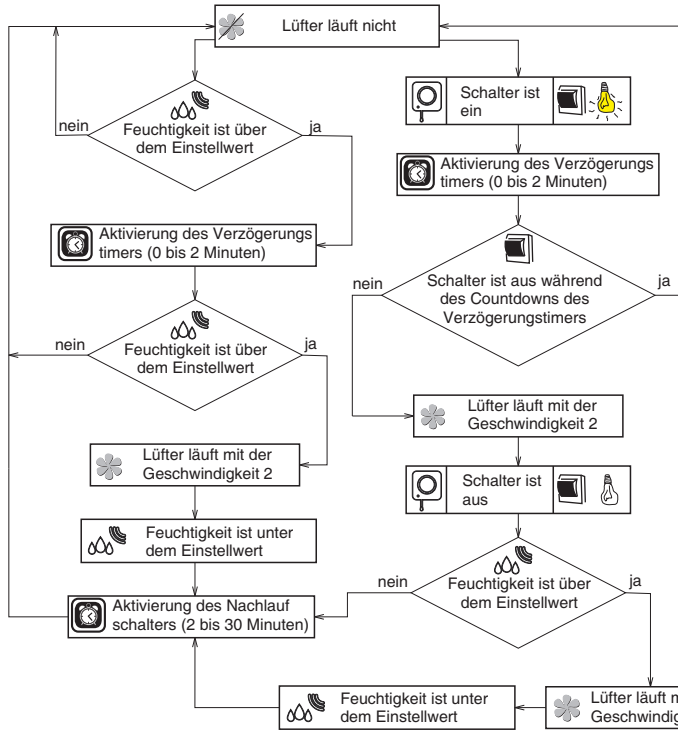 Lüfter läuft nicht
Feuchtigkeit ist über
dem Einstellwert
nein
ja
Aktivierung des Verzögerungs
timers (0 bis 2 Minuten)
Feuchtigkeit ist über
dem Einstellwert
nein
ja
Lüfter läuft mit der
Geschwindigkeit 2
Feuchtigkeit ist unter
dem Einstellwert
Aktivierung des Nachlauf
schalters (2 bis 30 Minuten)
Schalter ist
ein
Aktivierung des Verzögerungs
timers (0 bis 2 Minuten)
nein
ja
Schalter ist aus während
des Countdowns des
Verzögerungstimers
Lüfter läuft mit der
Geschwindigkeit 2
Schalter ist
aus
nein
ja
Feuchtigkeit ist über
dem Einstellwert
Lüfter läuft
Feuchtigkeit ist unter
dem Einstellwert